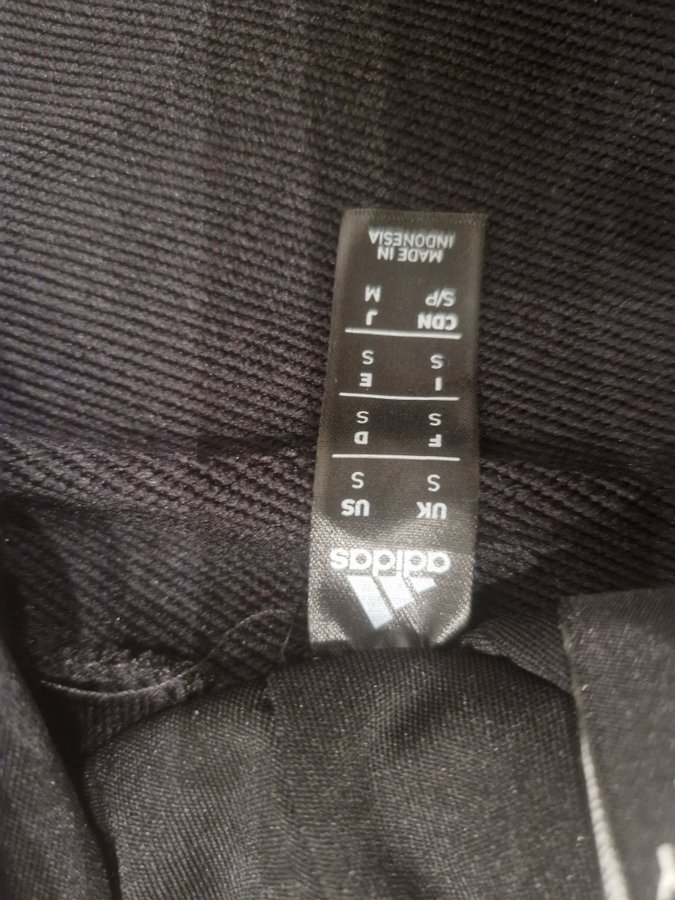 adidas
UK US
S S
F D
S S
I E
S S
CDN J
S/P M
MADE IN
INDONESIA